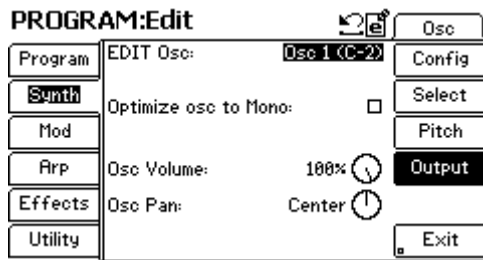 PROGRAM:Edit
e
Osc
Program
EDIT Osc: Osc 1 (C-2)
Config
Synth
Optimize osc to Mono:
Select
Mod
Pitch
Arp
Osc Volume: 100%
Output
Effects
Osc Pan: Center
Utility
Exit